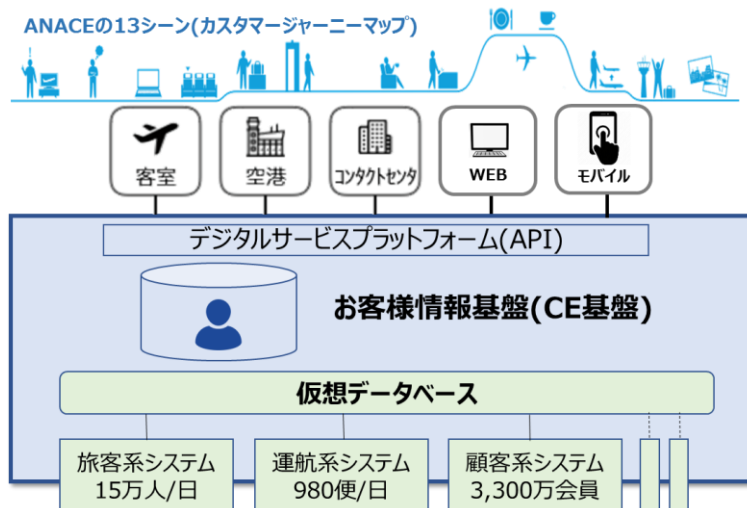 ANACEの13シーン(カスタマージャーニーマップ)
客室
空港
コンタクトセンタ
WEB
モバイル
デジタルサービスプラットフォーム(API)
お客様情報基盤(CE基盤)
仮想データベース
旅客系システム
15万人/日
運航系システム
980便/日
顧客系システム
3,300万会員